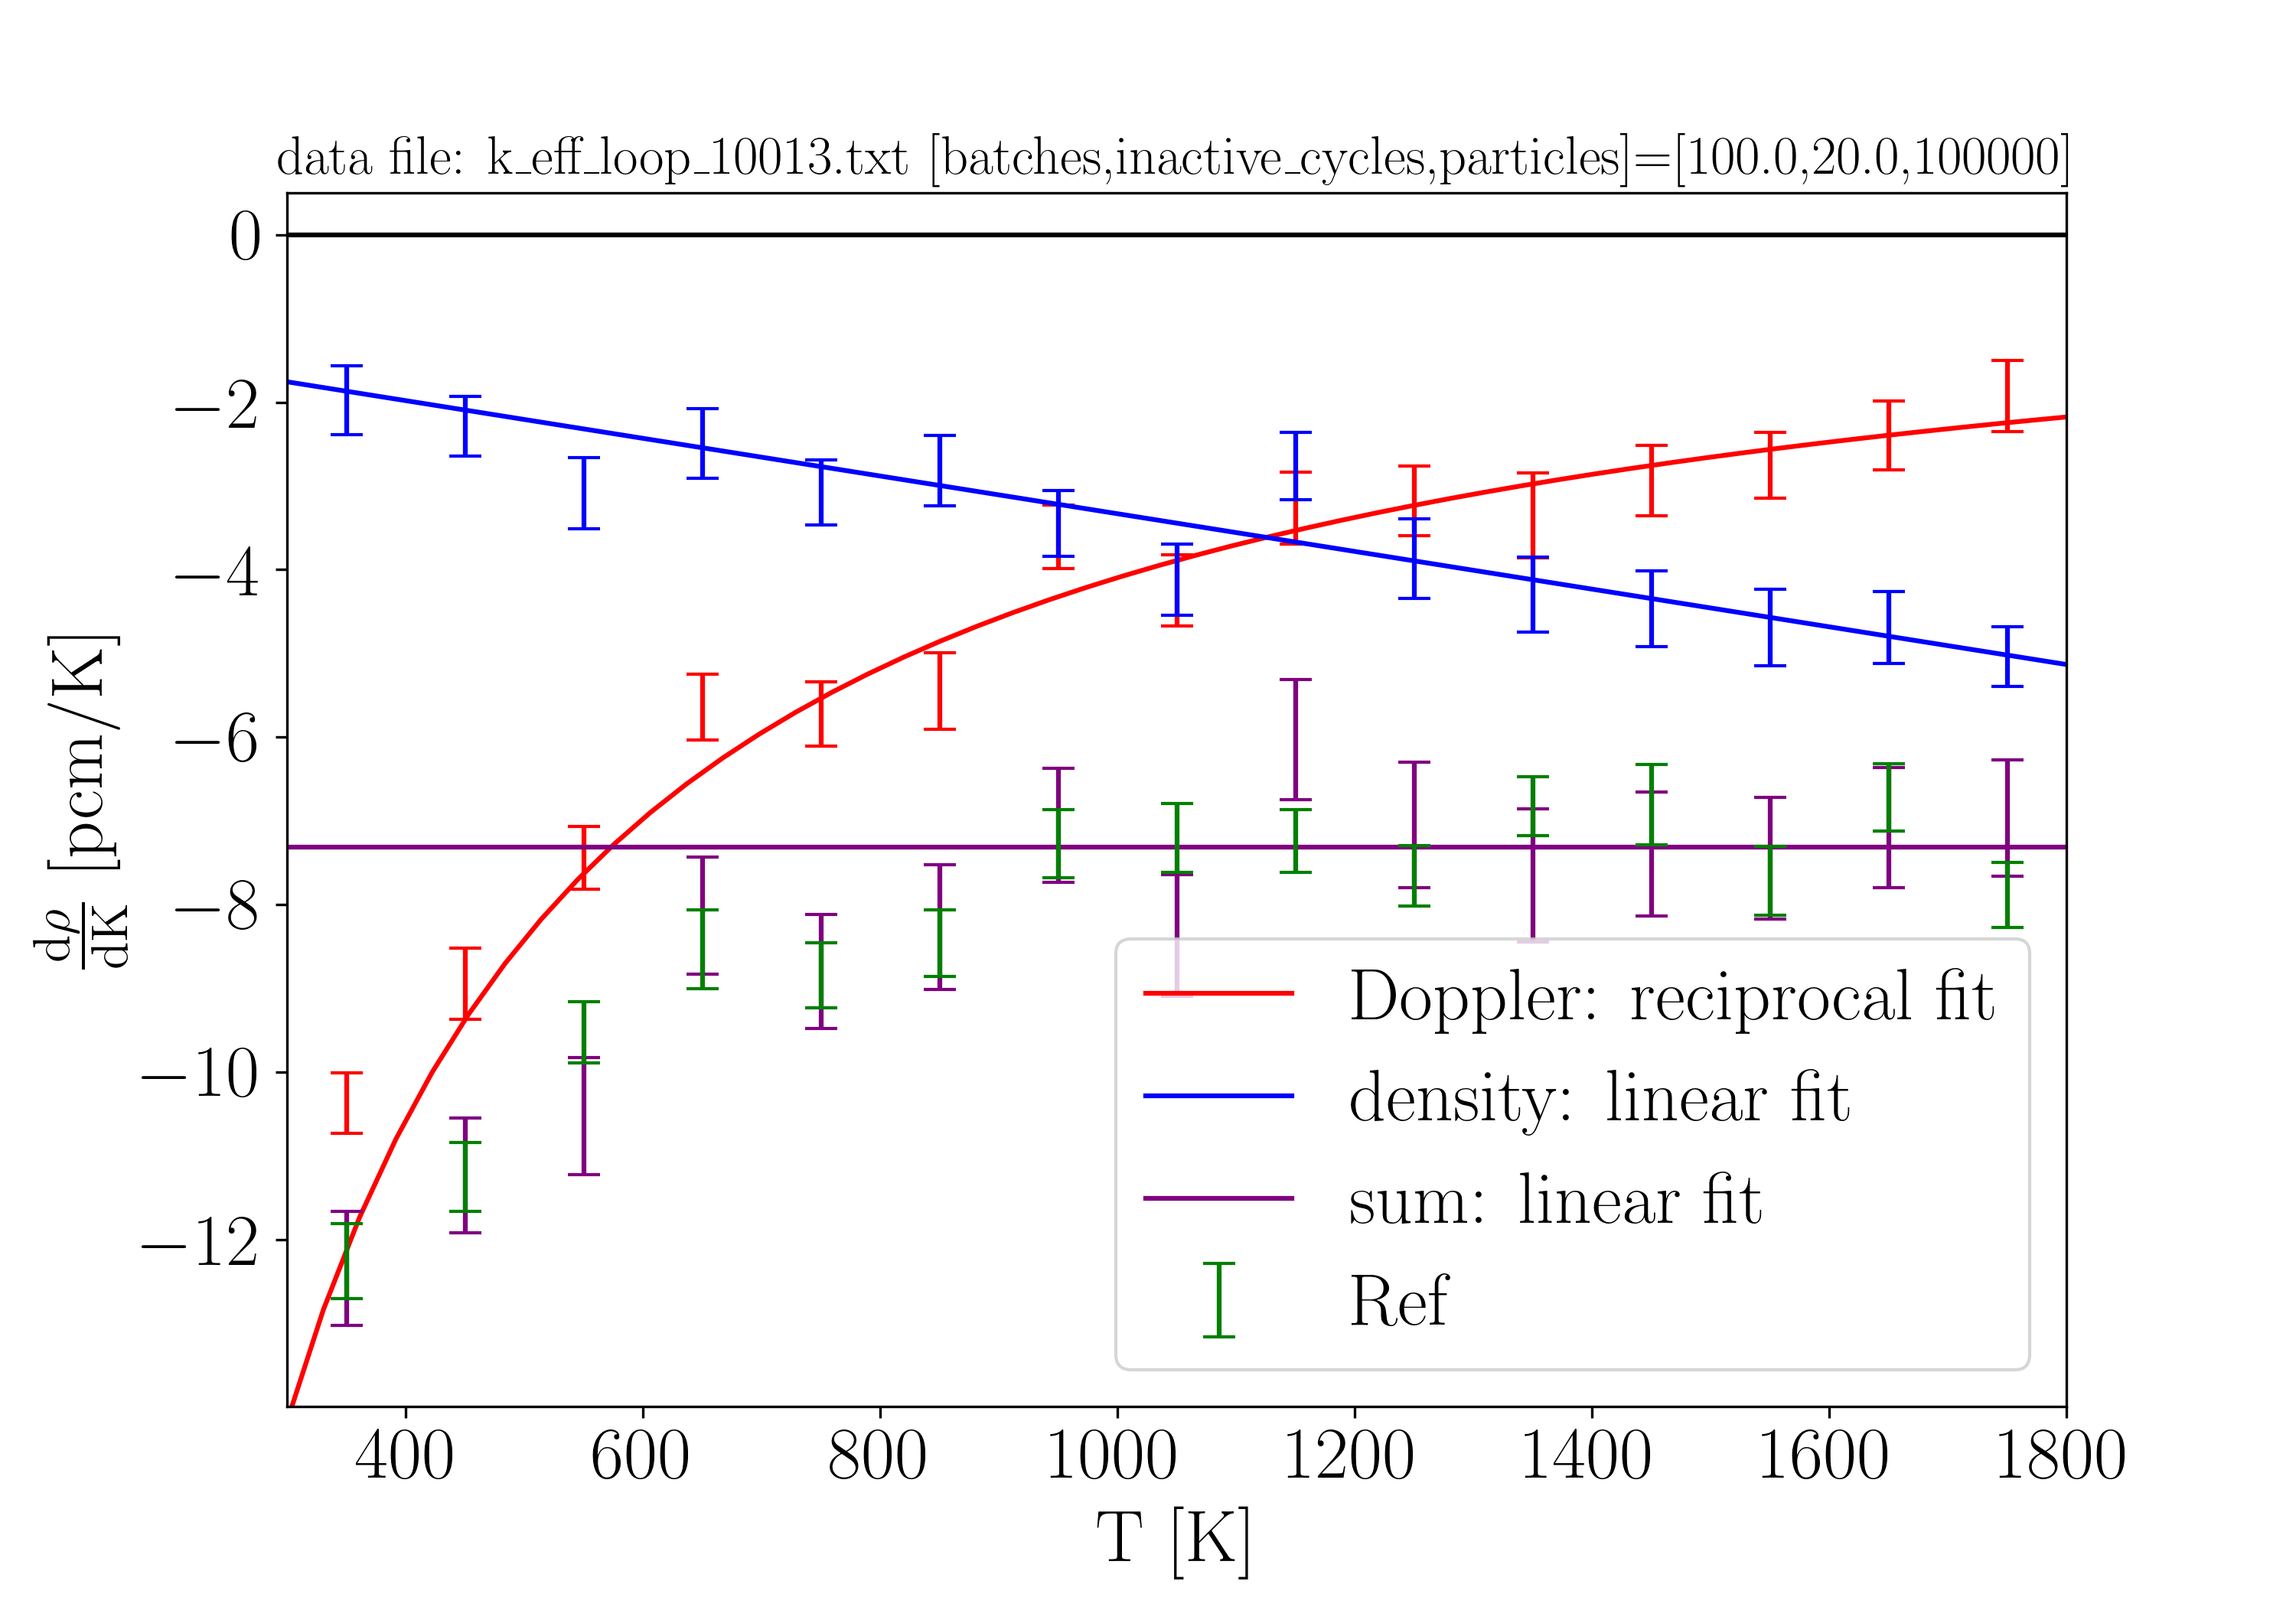 data file: k_eff_loop_10013.txt [batches,inactive_cycles,particles]=[100.0,20.0,100000]
0
−2
−4
−6
−8
−10
−12
dρ/dK [pcm/K]
Doppler: reciprocal fit
density: linear fit
sum: linear fit
Ref
400 600 800 1000 1200 1400 1600 1800
T [K]